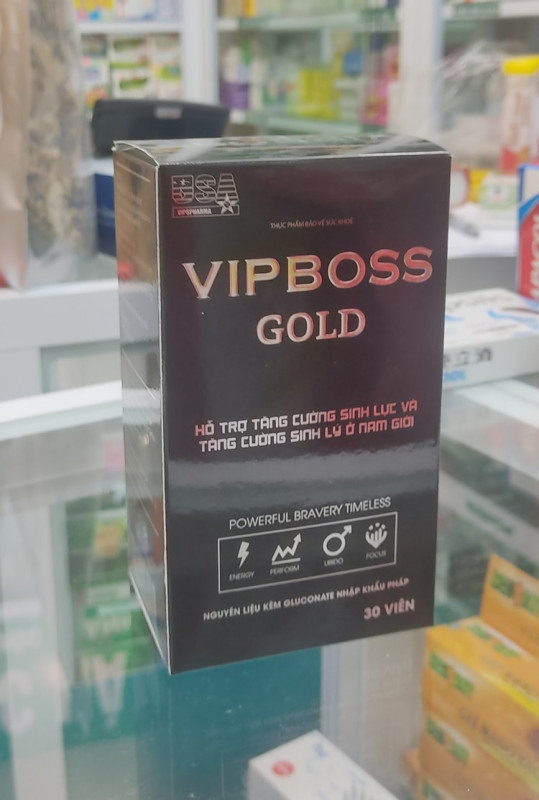 USA
VIPSPHARMA
THỰC PHẨM BẢO VỆ SỨC KHOẺ
VIPBOSS
GOLD
HỖ TRỢ TĂNG CƯỜNG SINH LỰC VÀ
TĂNG CƯỜNG SINH LÝ Ở NAM GIỚI
POWERFUL BRAVERY TIMELESS
ENERGY PERFORM LIBIDO FOCUS
NGUYÊN LIỆU KẼM GLUCONATE NHẬP KHẨU PHÁP
30 VIÊN